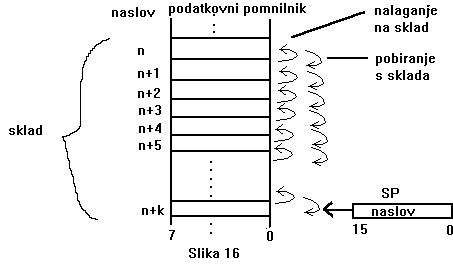 naslov
podatkovni pomnilnik
nalaganje
na sklad
pobiranje
s sklada
n
n+1
n+2
n+3
n+4
n+5
sklad
n+k
SP
naslov
7
0
15
0
Slika 16